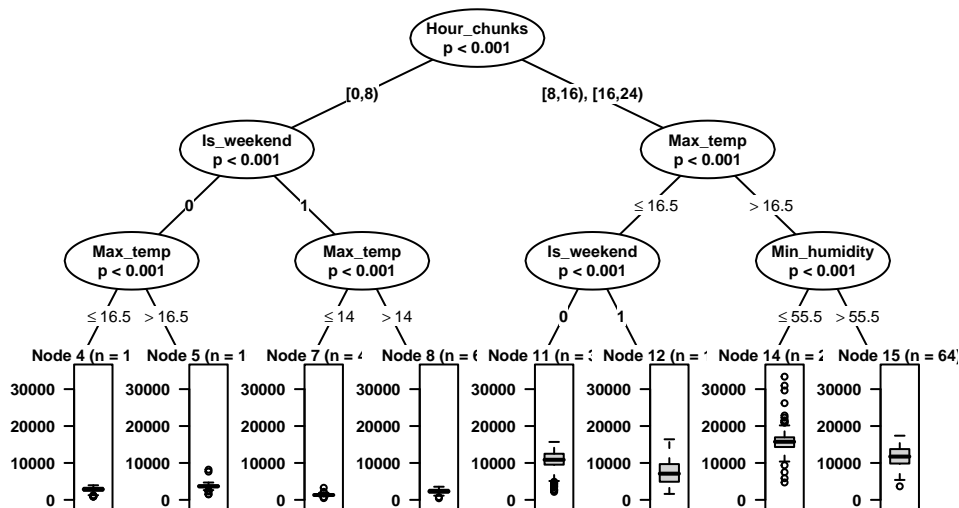 Hour_chunks
p < 0.001
[0,8)
[8,16), [16,24)
Is_weekend
p < 0.001
Max_temp
p < 0.001
0
1
≤ 16.5
> 16.5
Max_temp
p < 0.001
Max_temp
p < 0.001
Is_weekend
p < 0.001
Min_humidity
p < 0.001
≤ 16.5
> 16.5
≤ 14
> 14
0
1
≤ 55.5
> 55.5
Node 4 (n = 1
Node 5 (n = 1
Node 7 (n =
Node 8 (n =
Node 11 (n =
Node 12 (n =
Node 14 (n = 2
Node 15 (n = 64)
30000
20000
10000
0
30000
20000
10000
0
30000
20000
10000
0
30000
20000
10000
0
30000
20000
10000
0
30000
20000
10000
0
30000
20000
10000
0
30000
20000
10000
0